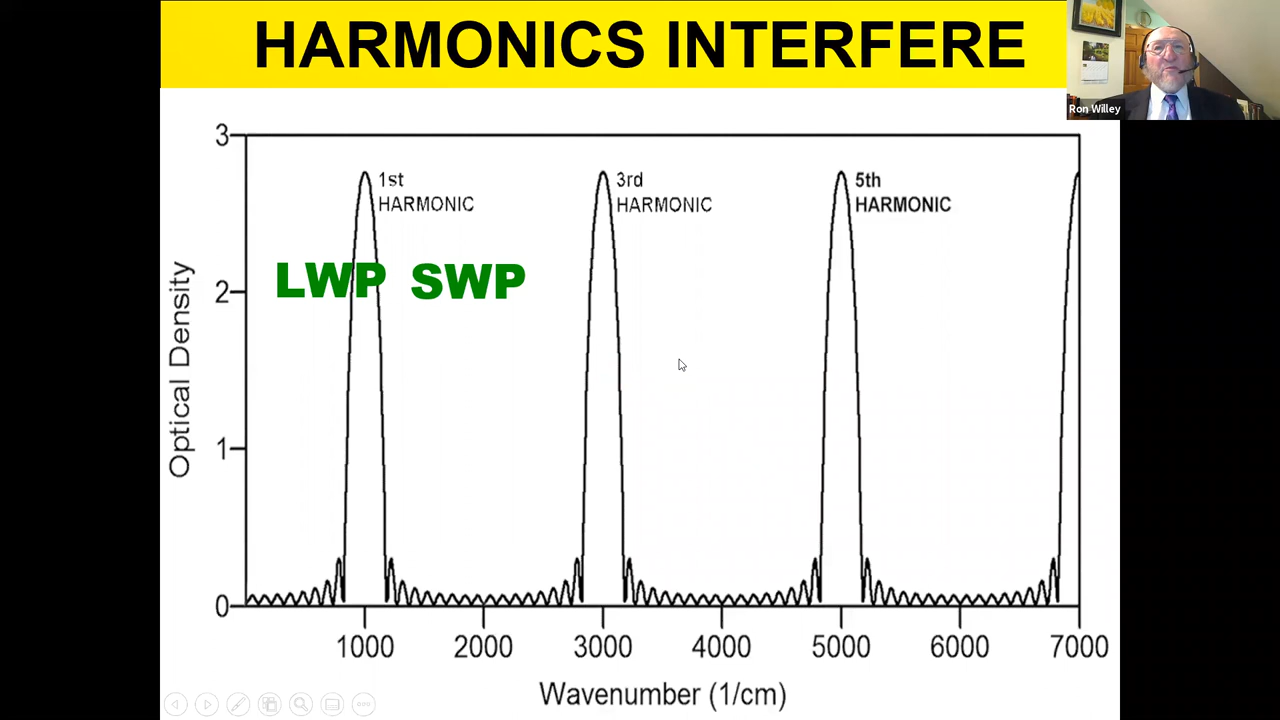 HARMONICS INTERFERE
Ron Willey
3
1st
HARMONIC
3rd
HARMONIC
5th
HARMONIC
LWP SWP
2
Optical Density
1
0
1000 2000 3000 4000 5000 6000 7000
Wavenumber (1/cm)